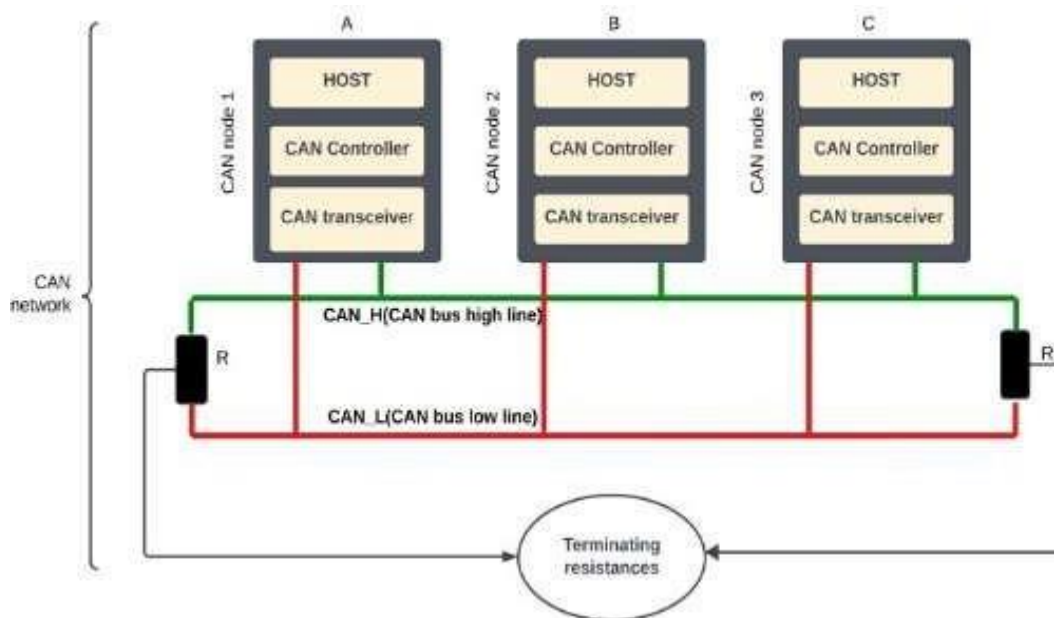 A
B
C
CAN node 1
HOST
CAN Controller
CAN transceiver
CAN node 2
HOST
CAN Controller
CAN transceiver
CAN node 3
HOST
CAN Controller
CAN transceiver
CAN
network
CAN_H(CAN bus high line)
R
R
CAN_L(CAN bus low line)
Terminating
resistances